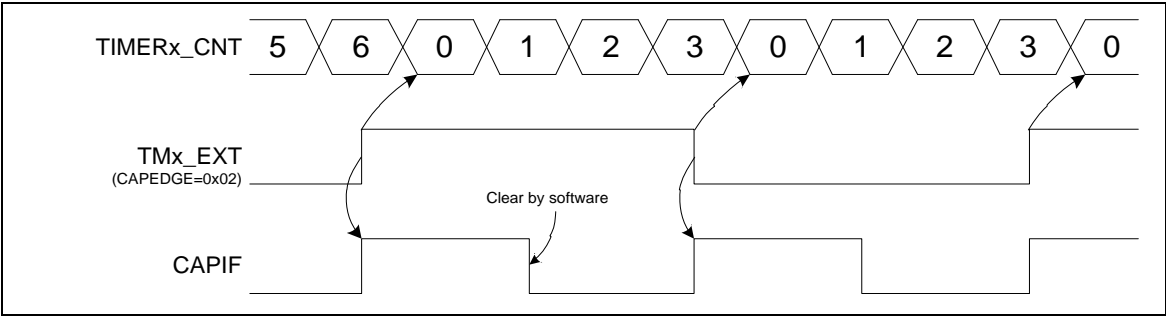 TIMERx_CNT 5 6 0 1 2 3 0 1 2 3 0
TMx_EXT
(CAPEDGE=0x02)
Clear by software
CAPIF